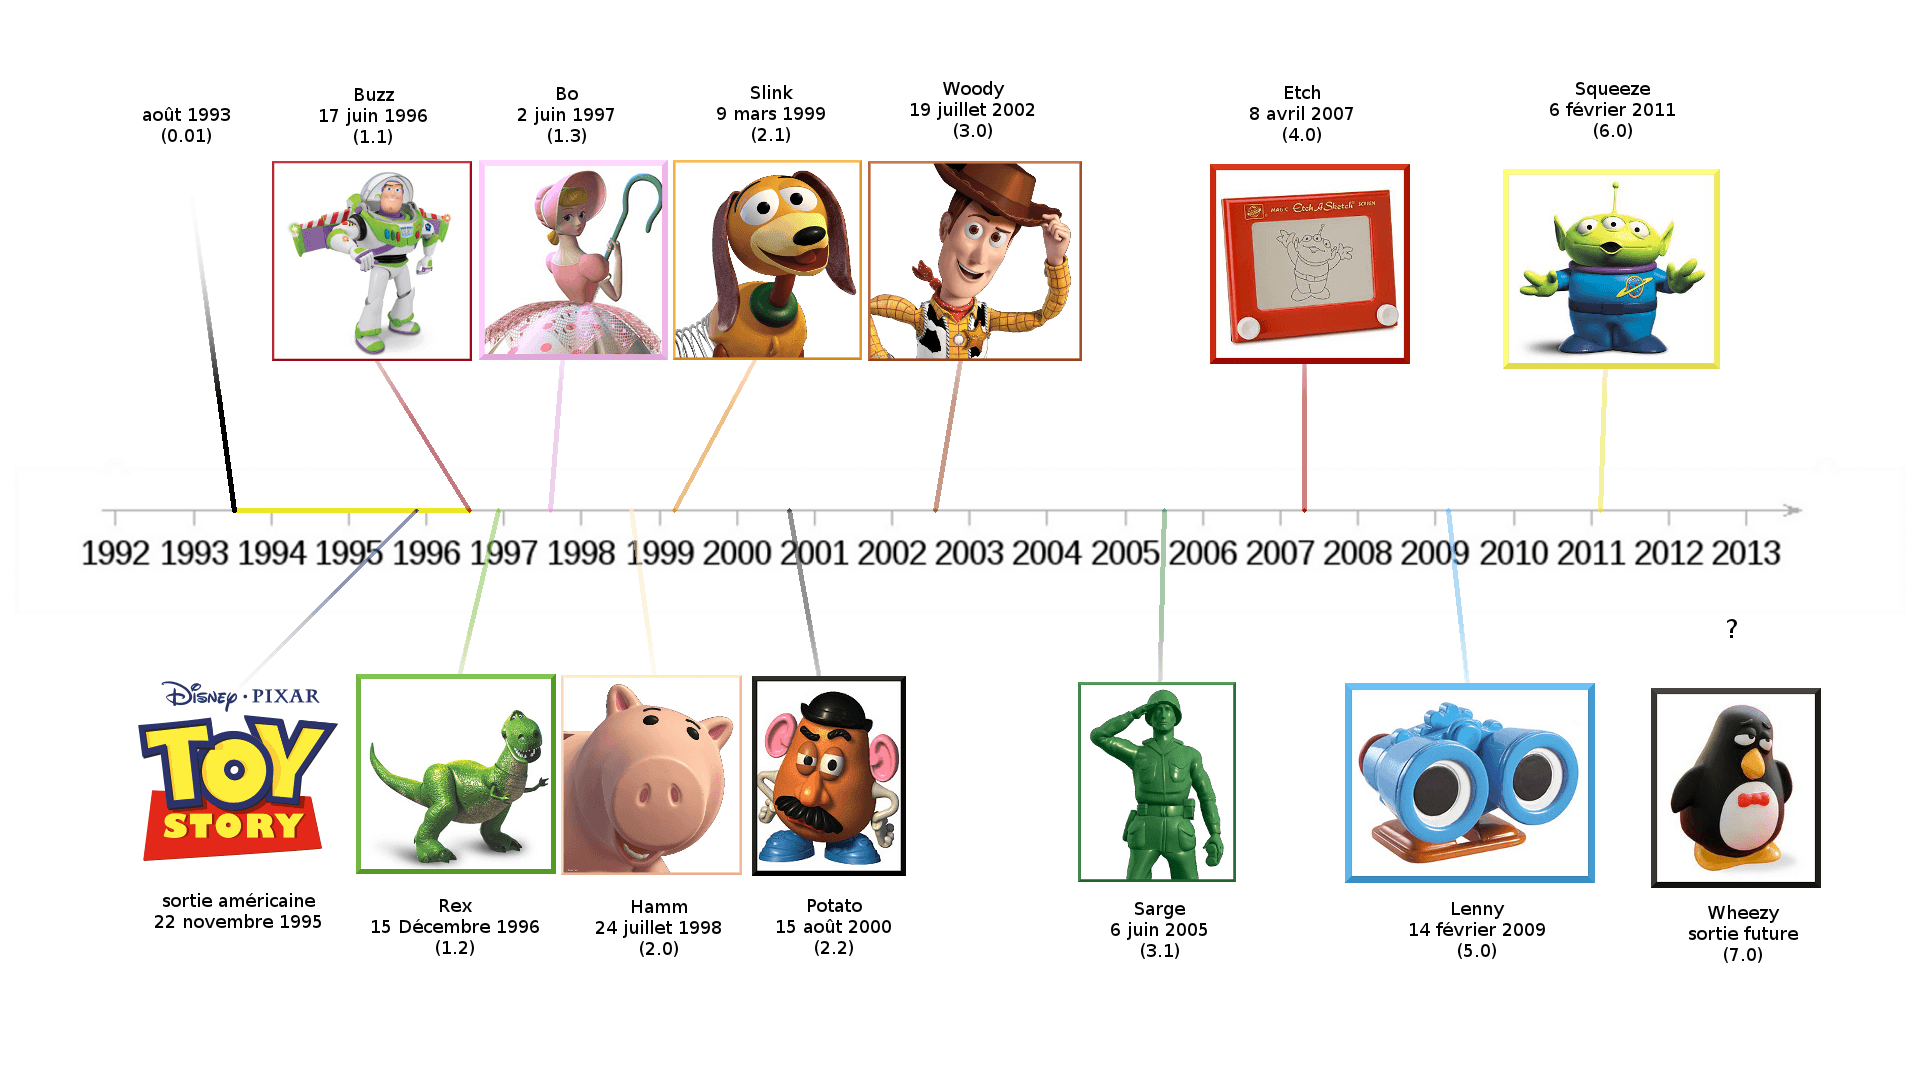 août 1993
(0.01)
Buzz
17 juin 1996
(1.1)
Bo
2 juin 1997
(1.3)
Slink
9 mars 1999
(2.1)
Woody
19 juillet 2002
(3.0)
Etch
8 avril 2007
(4.0)
Squeeze
6 février 2011
(6.0)
MAGIC Etch A Sketch SCREEN
1992 1993 1994 1995 1996 1997 1998 1999 2000 2001 2002 2003 2004 2005 2006 2007 2008 2009 2010 2011 2012 2013
?
DISNEY · PIXAR
TOY
STORY
sortie américaine
22 novembre 1995
Rex
15 Décembre 1996
(1.2)
Hamm
24 juillet 1998
(2.0)
Potato
15 août 2000
(2.2)
Sarge
6 juin 2005
(3.1)
Lenny
14 février 2009
(5.0)
Wheezy
sortie future
(7.0)